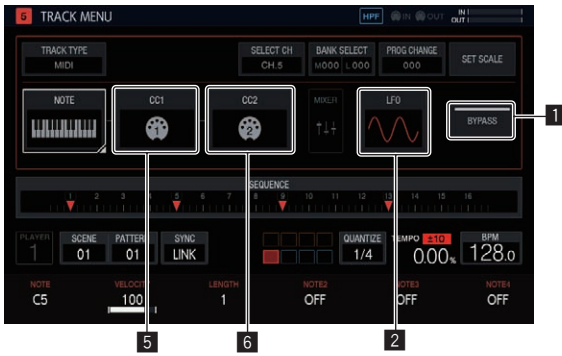 5 TRACK MENU HPF IN OUT IN OUT
TRACK TYPE SELECT CH BANK SELECT PROG CHANGE SET SCALE
MIDI CH.5 M000 L000 000
NOTE CC1 CC2 MIXER LFO BYPASS 1
1 2
SEQUENCE
1 2 3 4 5 6 7 8 9 10 11 12 13 14 15 16
PLAYER SCENE PATTERN SYNC QUANTIZE TEMPO ±10 BPM
1 01 01 LINK 1/4 0.00% 128.0
NOTE VELOCITY LENGTH NOTE2 NOTE3 NOTE4
C5 100 1 OFF OFF OFF
5 6 2